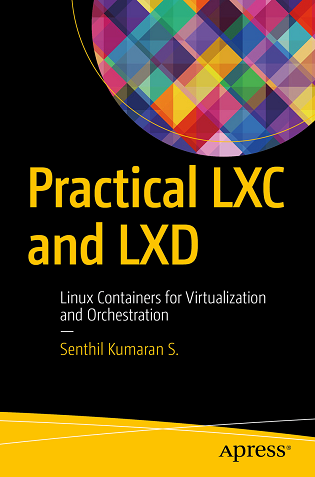 Practical LXC
and LXD
Linux Containers for Virtualization
and Orchestration
—
Senthil Kumaran S.
Apress®